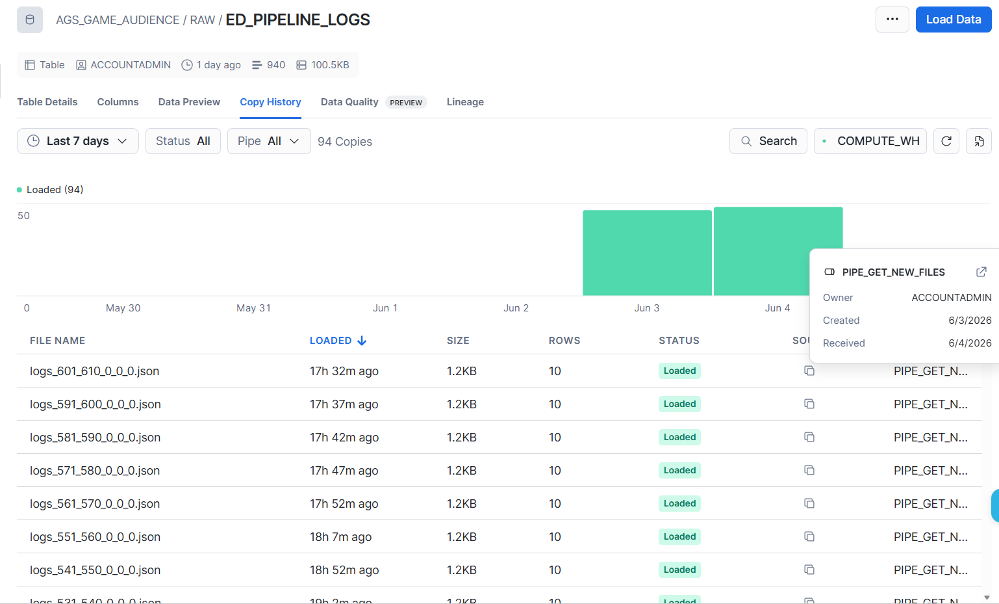 AGS_GAME_AUDIENCE / RAW / ED_PIPELINE_LOGS
Load Data
Table ACCOUNTADMIN 1 day ago 940 100.5KB
Table Details Columns Data Preview Copy History Data Quality PREVIEW Lineage
Last 7 days Status All Pipe All 94 Copies Search COMPUTE_WH
Loaded (94)
50
0 May 30 May 31 Jun 1 Jun 2 Jun 3 Jun 4
PIPE_GET_NEW_FILES
Owner ACCOUNTADMIN
Created 6/3/2026
Received 6/4/2026
FILE NAME LOADED SIZE ROWS STATUS SOU
logs_601_610_0_0_0.json 17h 32m ago 1.2KB 10 Loaded PIPE_GET_N...
logs_591_600_0_0_0.json 17h 37m ago 1.2KB 10 Loaded PIPE_GET_N...
logs_581_590_0_0_0.json 17h 42m ago 1.2KB 10 Loaded PIPE_GET_N...
logs_571_580_0_0_0.json 17h 47m ago 1.2KB 10 Loaded PIPE_GET_N...
logs_561_570_0_0_0.json 17h 52m ago 1.2KB 10 Loaded PIPE_GET_N...
logs_551_560_0_0_0.json 18h 7m ago 1.2KB 10 Loaded PIPE_GET_N...
logs_541_550_0_0_0.json 18h 52m ago 1.2KB 10 Loaded PIPE_GET_N...
logs_531_540_0_0_0.json 19h 2m ago 1.2KB 10 Loaded PIPE_GET_N...